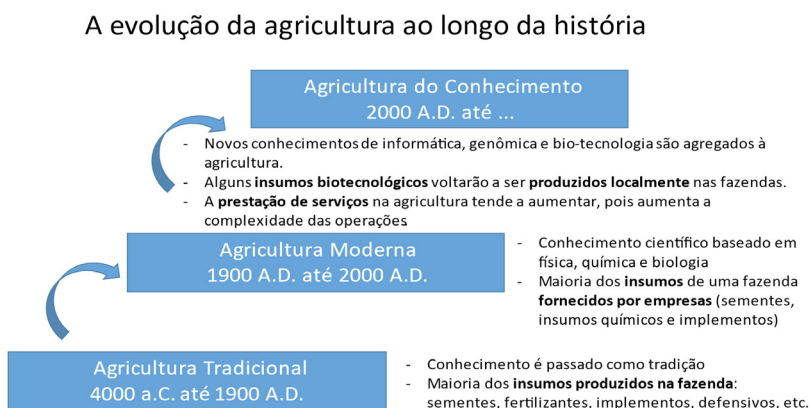 A evolução da agricultura ao longo da história
Agricultura do Conhecimento
2000 A.D. até ...
- Novos conhecimentos de informática, genômica e bio-tecnologia são agregados à
agricultura.
- Alguns insumos biotecnológicos voltarão a ser produzidos localmente nas fazendas.
- A prestação de serviços na agricultura tende a aumentar, pois aumenta a
complexidade das operações
Agricultura Moderna
1900 A.D. até 2000 A.D.
- Conhecimento científico baseado em
física, química e biologia
- Maioria dos insumos de uma fazenda
fornecidos por empresas (sementes,
insumos químicos e implementos)
Agricultura Tradicional
4000 a.C. até 1900 A.D.
- Conhecimento é passado como tradição
- Maioria dos insumos produzidos na fazenda:
sementes, fertilizantes, implementos, defensivos, etc.